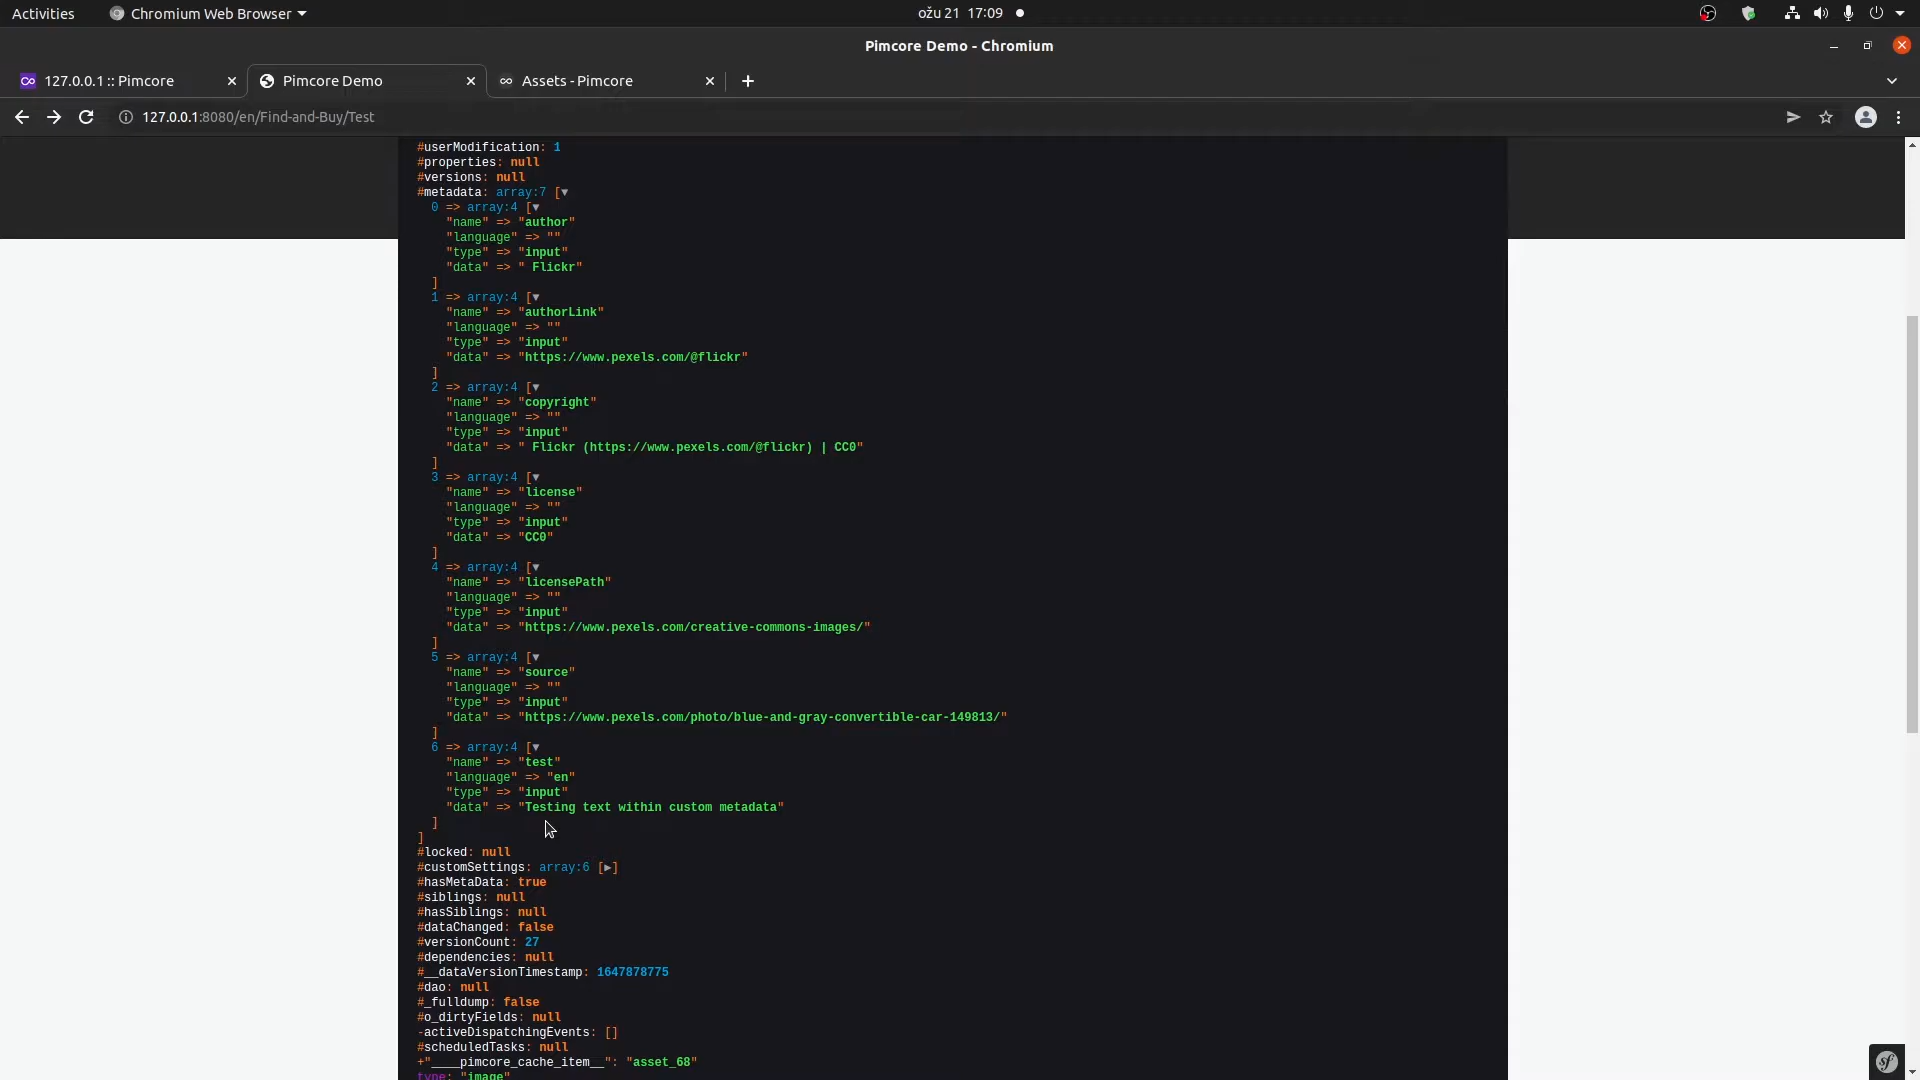 Activities
Chromium Web Browser
ožu 21 17:09
Pimcore Demo - Chromium
127.0.0.1 :: Pimcore
Pimcore Demo
Assets - Pimcore
127.0.0.1:8080/en/Find-and-Buy/Test
#userModification: 1
#properties: null
#versions: null
#metadata: array:7 [▼
0 => array:4 [▼
"name" => "author"
"language" => ""
"type" => "input"
"data" => " Flickr"
]
1 => array:4 [▼
"name" => "authorLink"
"language" => ""
"type" => "input"
"data" => "https://www.pexels.com/@flickr"
]
2 => array:4 [▼
"name" => "copyright"
"language" => ""
"type" => "input"
"data" => " Flickr (https://www.pexels.com/@flickr) | CC0"
]
3 => array:4 [▼
"name" => "license"
"language" => ""
"type" => "input"
"data" => "CC0"
]
4 => array:4 [▼
"name" => "licensePath"
"language" => ""
"type" => "input"
"data" => "https://www.pexels.com/creative-commons-images/"
]
5 => array:4 [▼
"name" => "source"
"language" => ""
"type" => "input"
"data" => "https://www.pexels.com/photo/blue-and-gray-convertible-car-149813/"
]
6 => array:4 [▼
"name" => "test"
"language" => "en"
"type" => "input"
"data" => "Testing text within custom metadata"
]
]
#locked: null
#customSettings: array:6 [▶]
#hasMetaData: true
#siblings: null
#hasSiblings: null
#dataChanged: false
#versionCount: 27
#dependencies: null
#__dataVersionTimestamp: 1647878775
#dao: null
#_fulldump: false
#o_dirtyFields: null
-activeDispatchingEvents: []
#scheduledTasks: null
+"____pimcore_cache_item__": "asset_68"
type: "image"